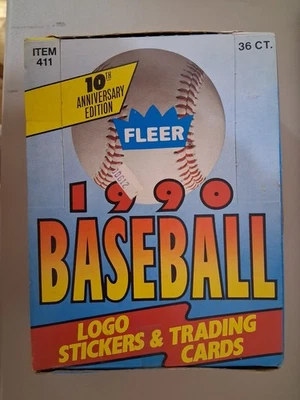 ITEM
411
36 CT.
10TH
ANNIVERSARY
EDITION
FLEER
1990
BASEBALL
LOGO
STICKERS & TRADING
CARDS